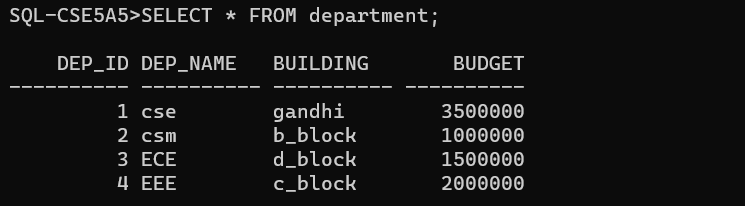 SQL-CSE5A5>SELECT * FROM department;
    DEP_ID DEP_NAME   BUILDING       BUDGET
---------- ---------- ---------- ----------
         1 cse        gandhi        3500000
         2 csm        b_block       1000000
         3 ECE        d_block       1500000
         4 EEE        c_block       2000000